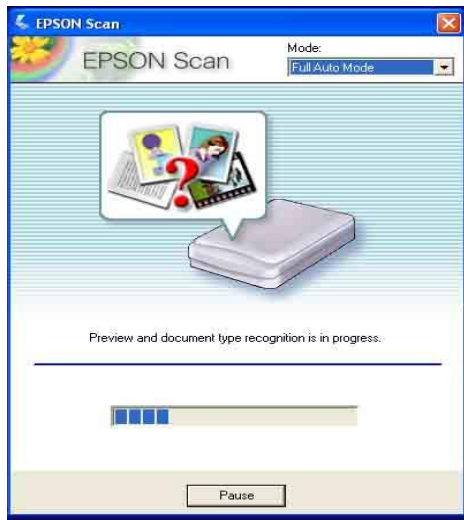 EPSON Scan
EPSON Scan
Mode:
Full Auto Mode
?
Preview and document type recognition is in progress.
Pause